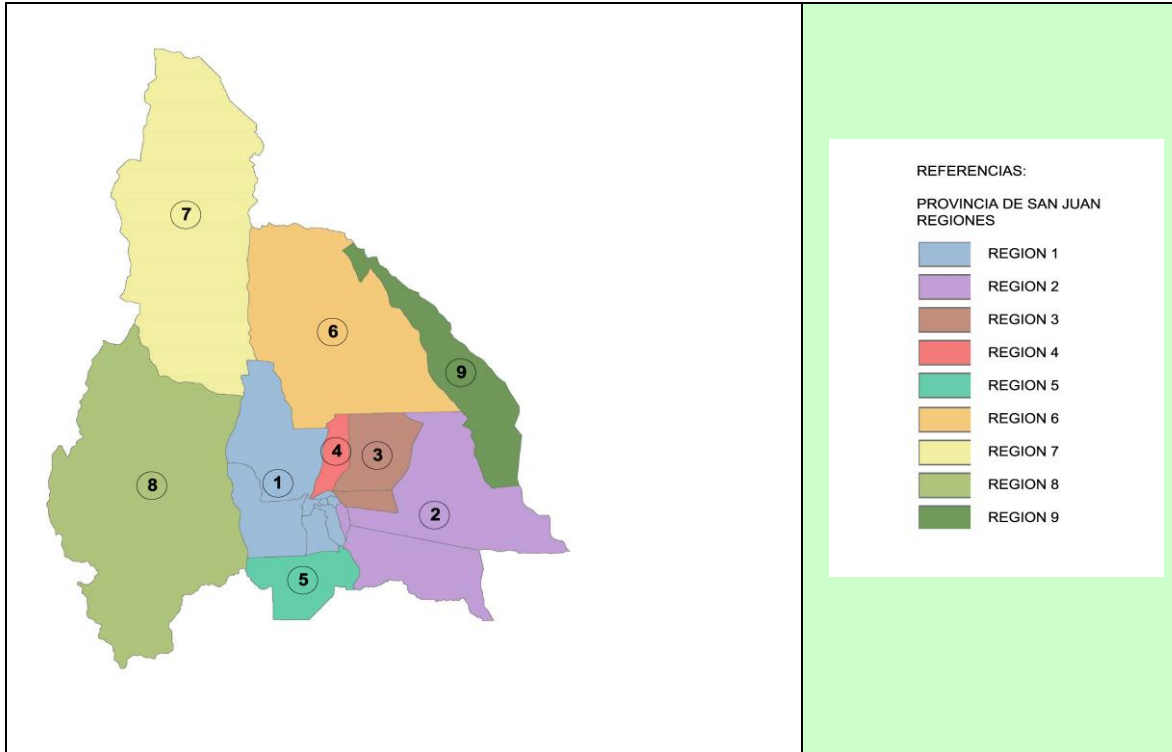 7
6
9
4
3
1
8
2
5
REFERENCIAS:
PROVINCIA DE SAN JUAN
REGIONES
REGION 1
REGION 2
REGION 3
REGION 4
REGION 5
REGION 6
REGION 7
REGION 8
REGION 9